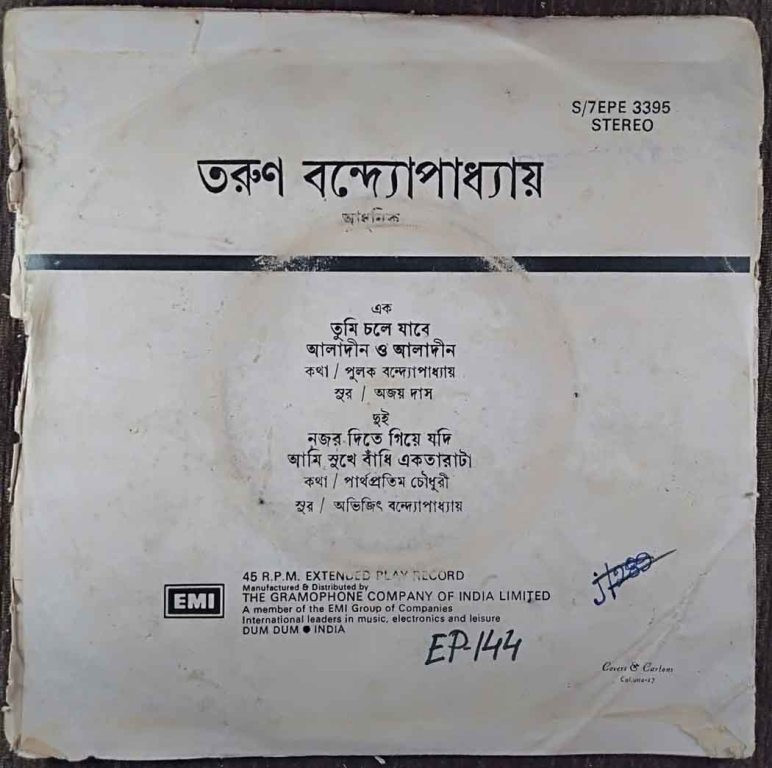 S/7EPE 3395
STEREO
তরুণ বন্দ্যোপাধ্যায়
আধুনিক
এক
তুমি চলে যাবে
আলাদীন ও আলাদীন
কথা / পুলক বন্দ্যোপাধ্যায়
সুর / অজয় দাস
দুই
নজর দিতে গিয়ে যদি
আমি সুখে বাঁধি একতারাটা
কথা / পার্থপ্রতিম চৌধুরী
সুর / অভিজিৎ বন্দ্যোপাধ্যায়
45 R.P.M. EXTENDED PLAY RECORD
Manufactured & Distributed by
THE GRAMOPHONE COMPANY OF INDIA LIMITED
EMI
A member of the EMI Group of Companies
International leaders in music, electronics and leisure
DUM DUM ● INDIA
EP-144
Covers & Cartons